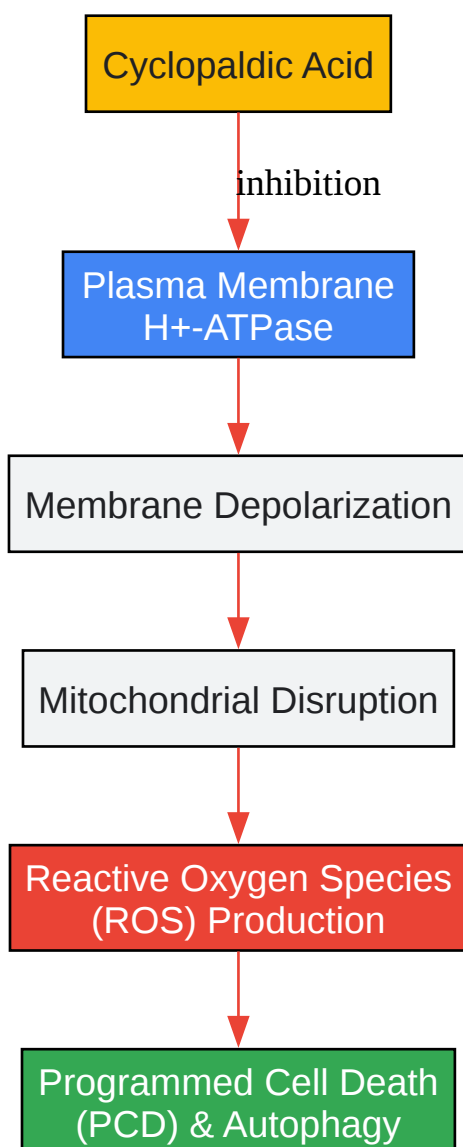 Cyclopaldic Acid
inhibition
Plasma Membrane
H+-ATPase
Membrane Depolarization
Mitochondrial Disruption
Reactive Oxygen Species
(ROS) Production
Programmed Cell Death
(PCD) & Autophagy